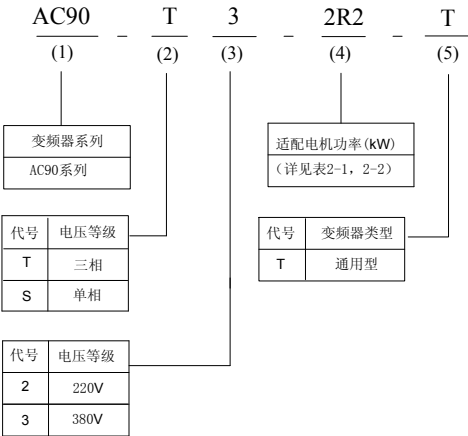 AC90 - T 3 - 2R2 - T
(1) (2) (3) (4) (5)
变频器系列
AC90系列
适配电机功率(kW)
（详见表2-1，2-2）
代号 电压等级
T 三相
S 单相
代号 变频器类型
T 通用型
代号 电压等级
2 220V
3 380V